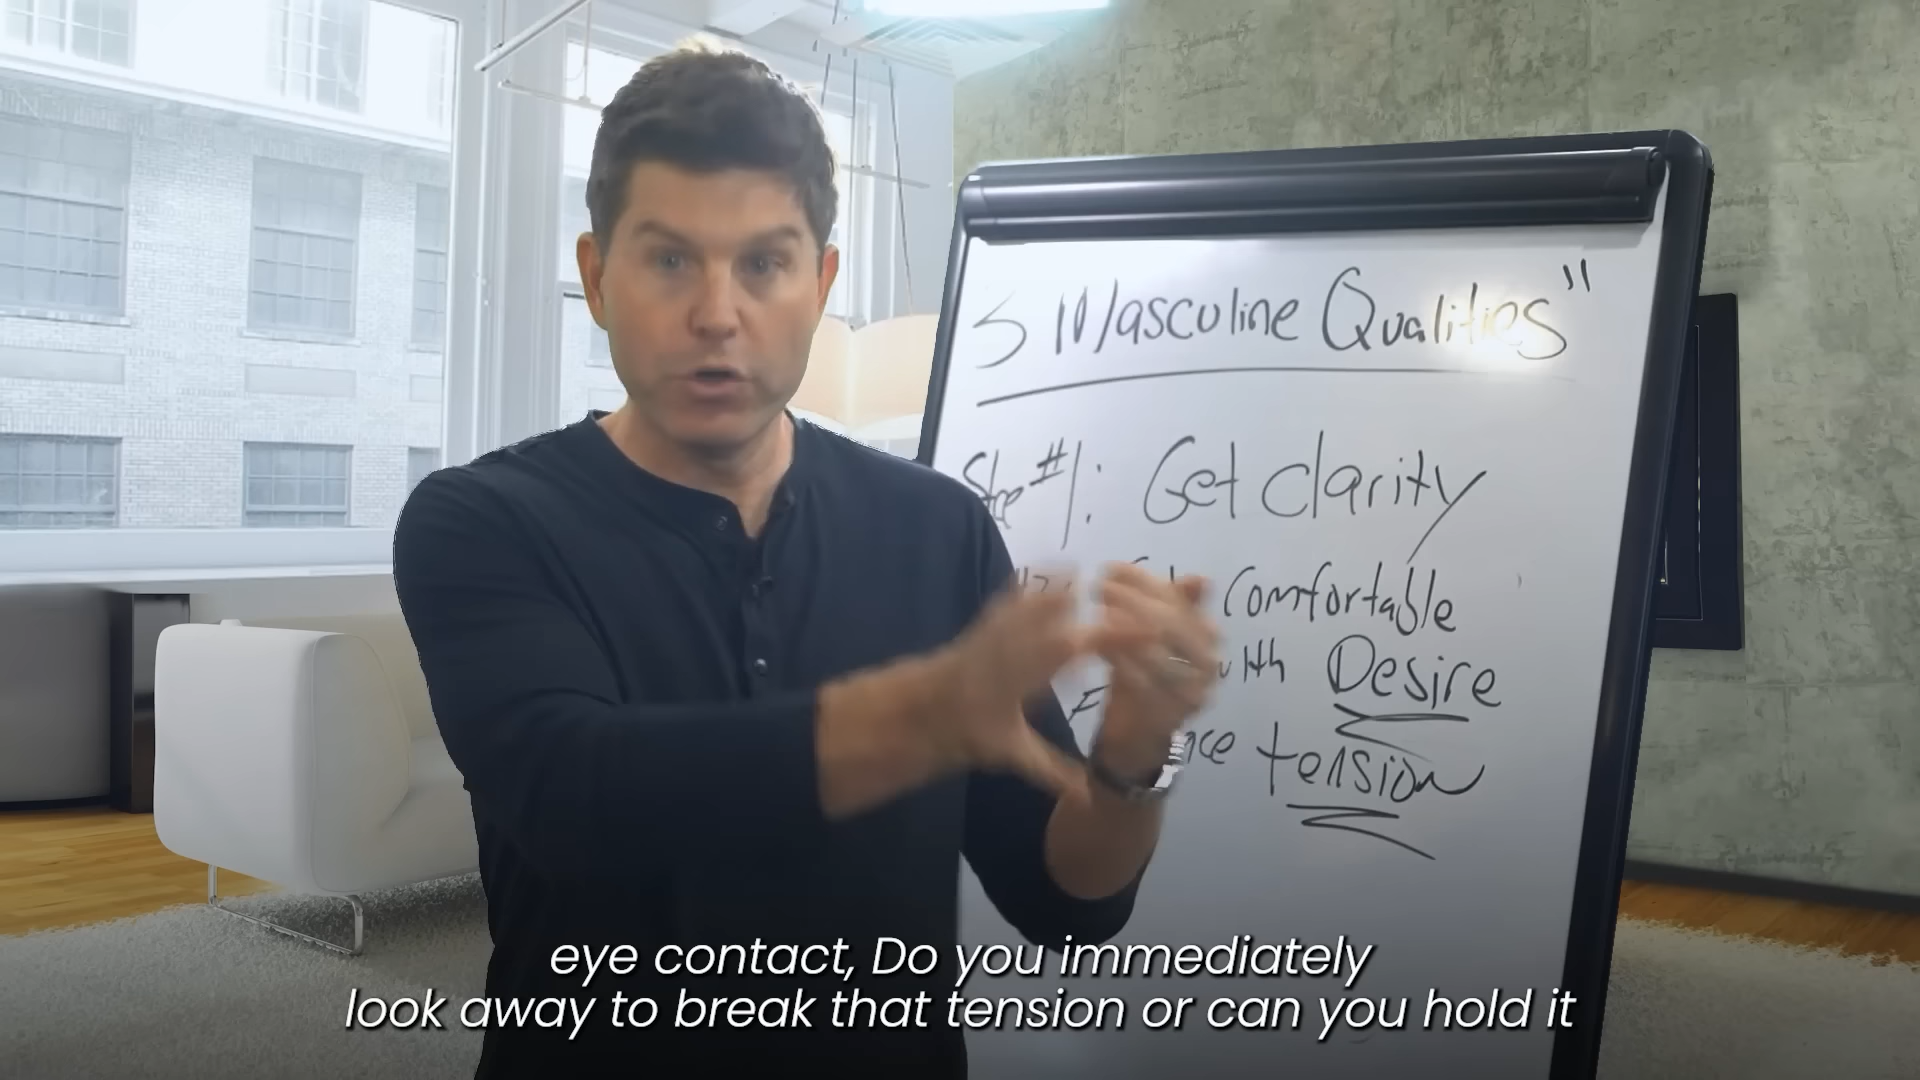 Masculine Qualities"
Step #1: Get clarity
comfortable
with Desire
tension
eye contact, Do you immediately
look away to break that tension or can you hold it